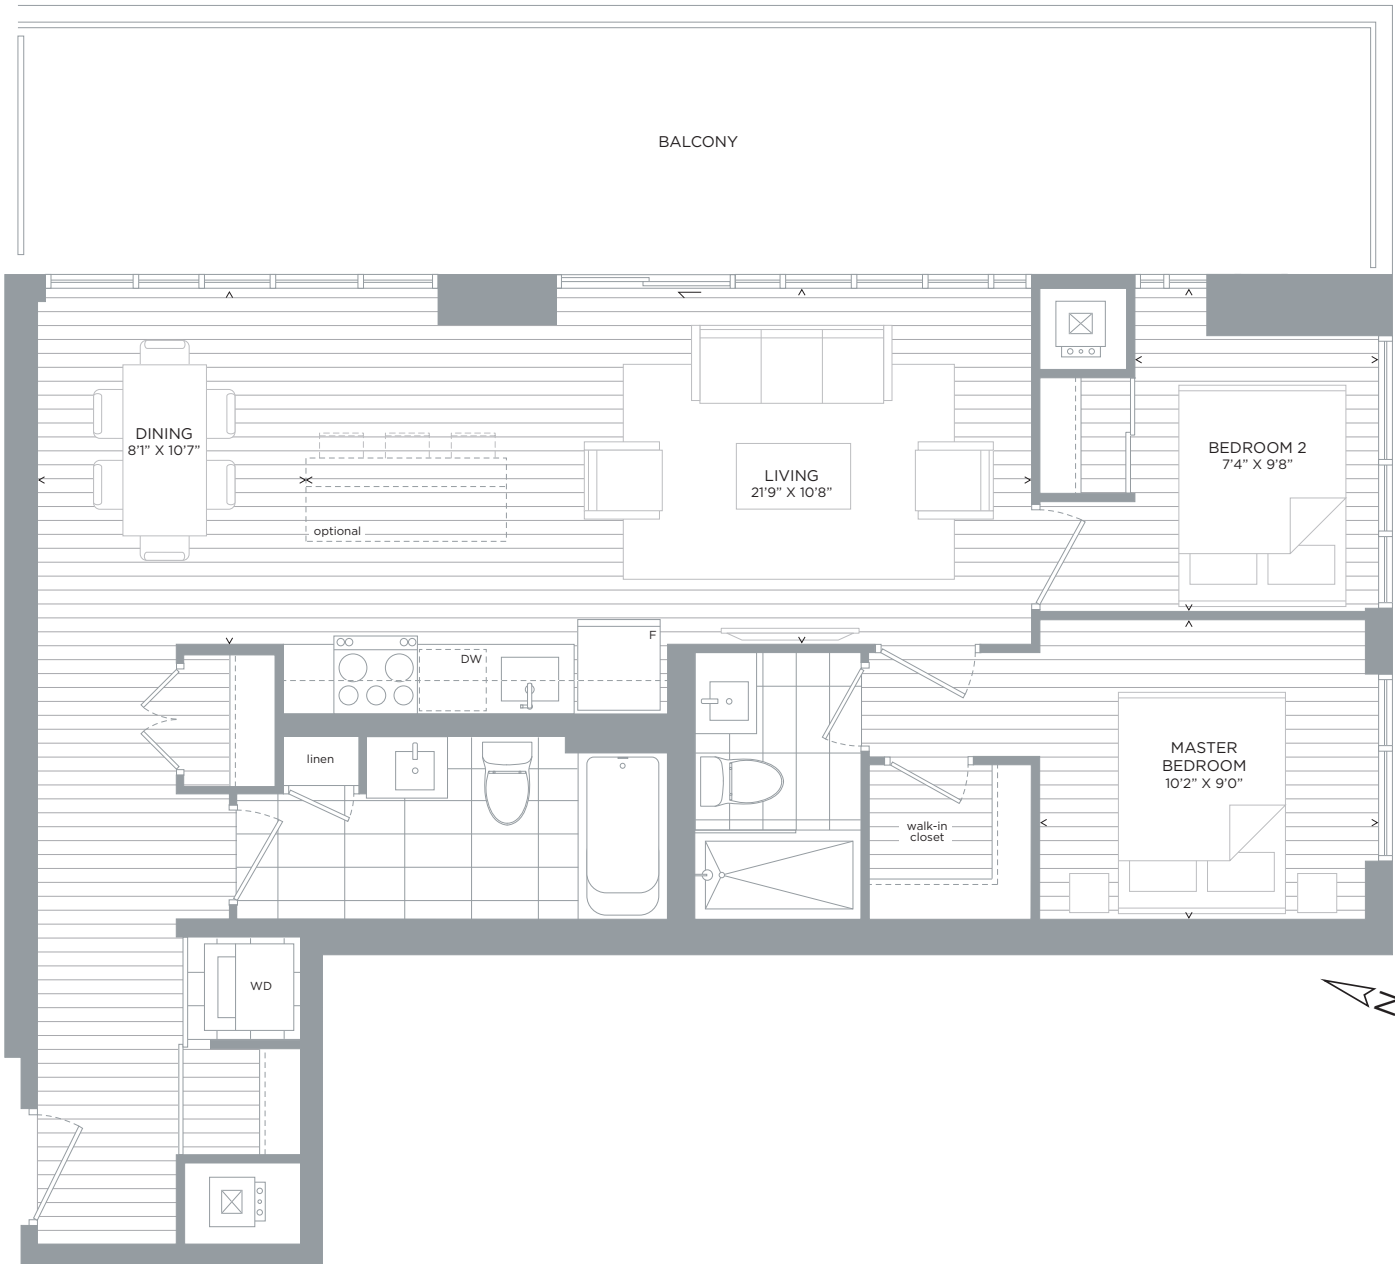 BALCONY
DINING
8'1” X 10'7”
LIVING
21'9” X 10'8”
BEDROOM 2
7'4” X 9'8”
optional
F
DW
linen
MASTER
BEDROOM
10'2” X 9'0”
walk-in
closet
WD
N